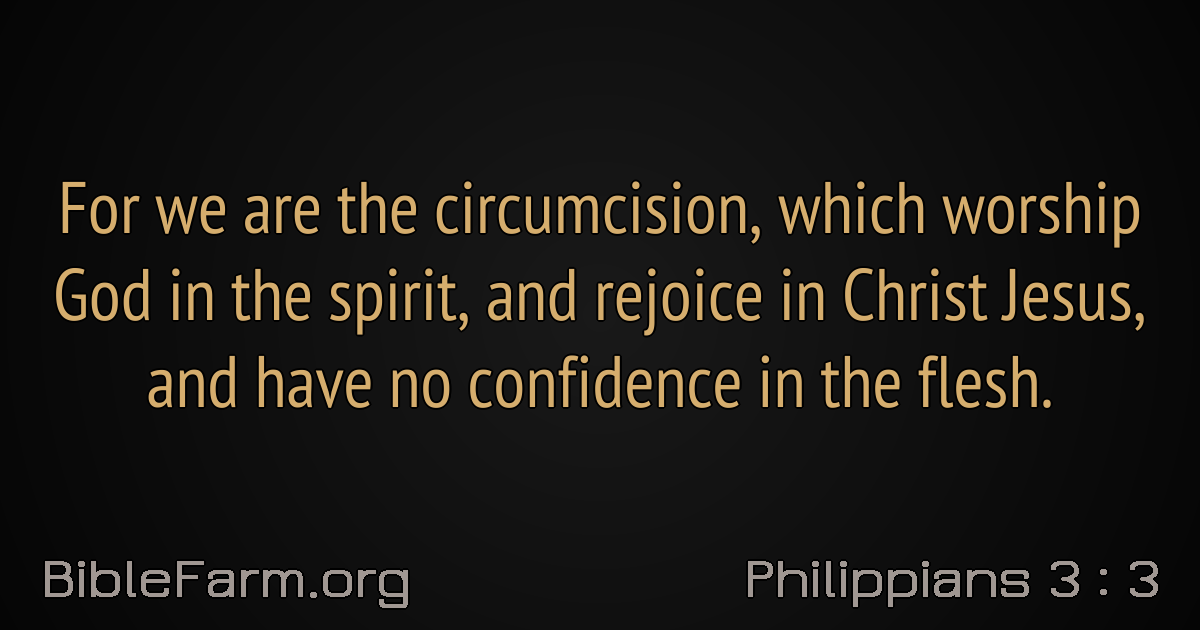 For we are the circumcision, which worship
God in the spirit, and rejoice in Christ Jesus,
and have no confidence in the flesh.
BibleFarm.org
Philippians 3 : 3